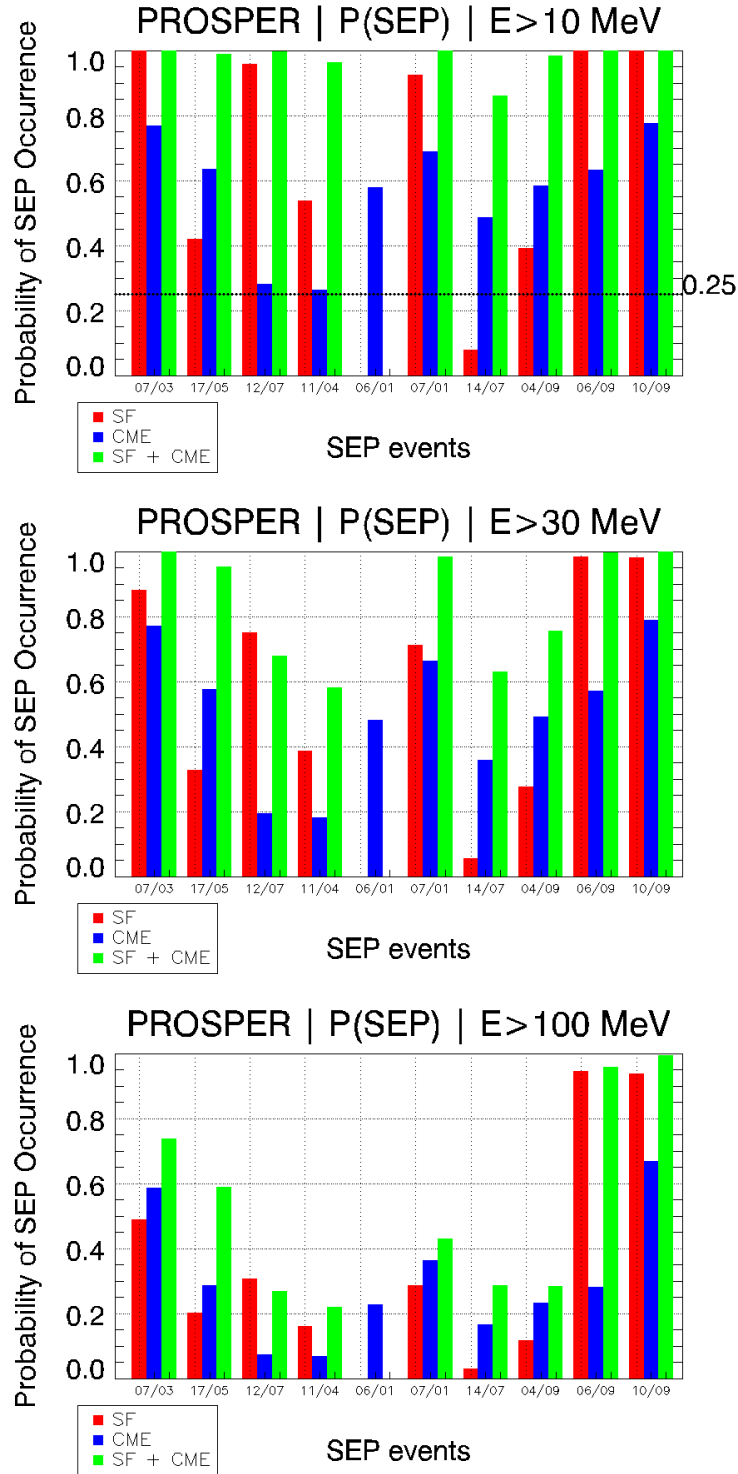 PROSPER | P(SEP) | E>10 MeV
Probability of SEP Occurrence
1.0
0.8
0.6
0.4
0.2
0.0
0.25
07/03 17/05 12/07 11/04 06/01 07/01 14/07 04/09 06/09 10/09
SF
CME
SF + CME
SEP events
PROSPER | P(SEP) | E>30 MeV
Probability of SEP Occurrence
1.0
0.8
0.6
0.4
0.2
0.0
07/03 17/05 12/07 11/04 06/01 07/01 14/07 04/09 06/09 10/09
SF
CME
SF + CME
SEP events
PROSPER | P(SEP) | E>100 MeV
Probability of SEP Occurrence
1.0
0.8
0.6
0.4
0.2
0.0
07/03 17/05 12/07 11/04 06/01 07/01 14/07 04/09 06/09 10/09
SF
CME
SF + CME
SEP events